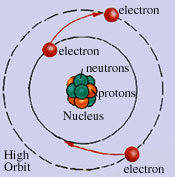 electron
electron
neutrons
protons
Nucleus
High
Orbit
electron